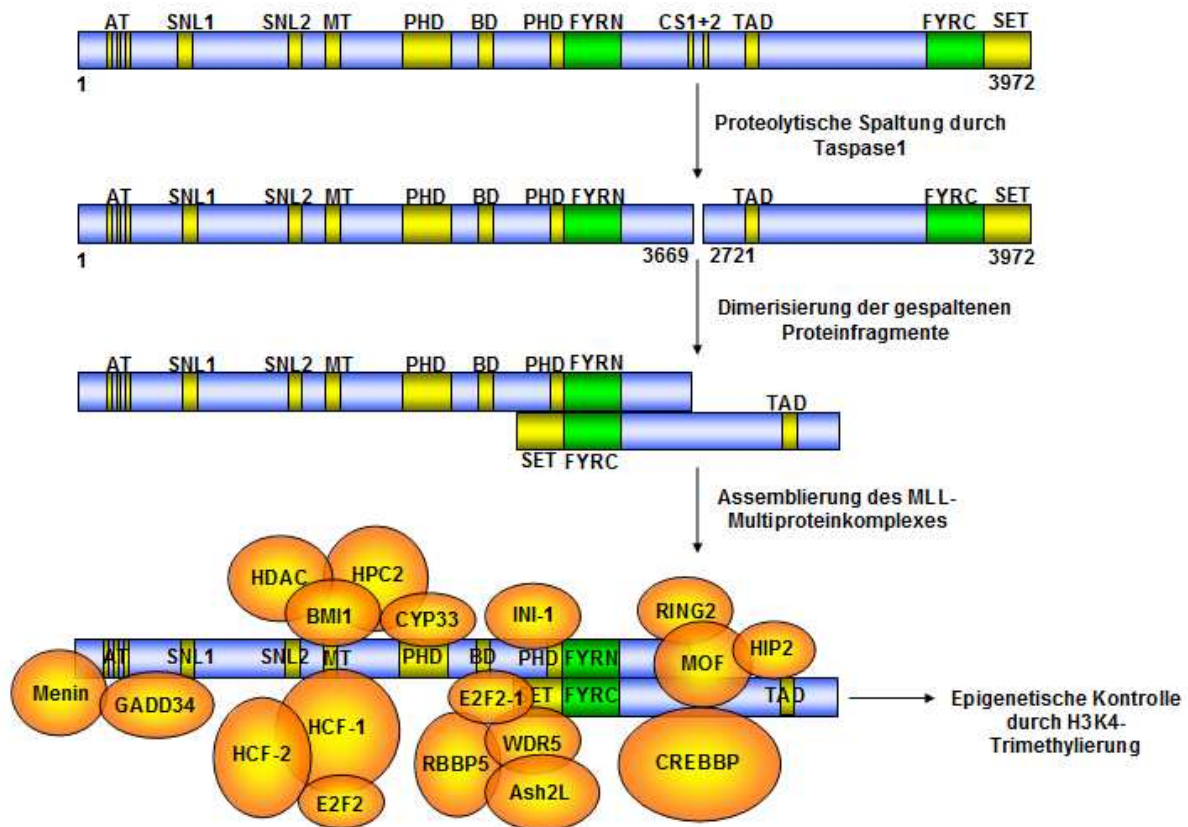 AT SNL1 SNL2 MT PHD BD PHD FYRN CS1+2 TAD FYRC SET
1 3972
Proteolytische Spaltung durch
Taspase1
AT SNL1 SNL2 MT PHD BD PHD FYRN TAD FYRC SET
1 3669 2721 3972
Dimerisierung der gespaltenen
Proteinfragmente
AT SNL1 SNL2 MT PHD BD PHD FYRN
TAD
SET FYRC
Assemblierung des MLL-
Multiproteinkomplexes
HDAC HPC2
BMI1 CYP33 INI-1 RING2
AT SNL1 SNL2 MT PHD BD PHD FYRN MOF HIP2
Menin GADD34 E2F2-1 ET FYRC TAD
HCF-2 HCF-1 RBBP5 WDR5 CREBBP
E2F2 Ash2L
Epigenetische Kontrolle
durch H3K4-
Trimethylierung